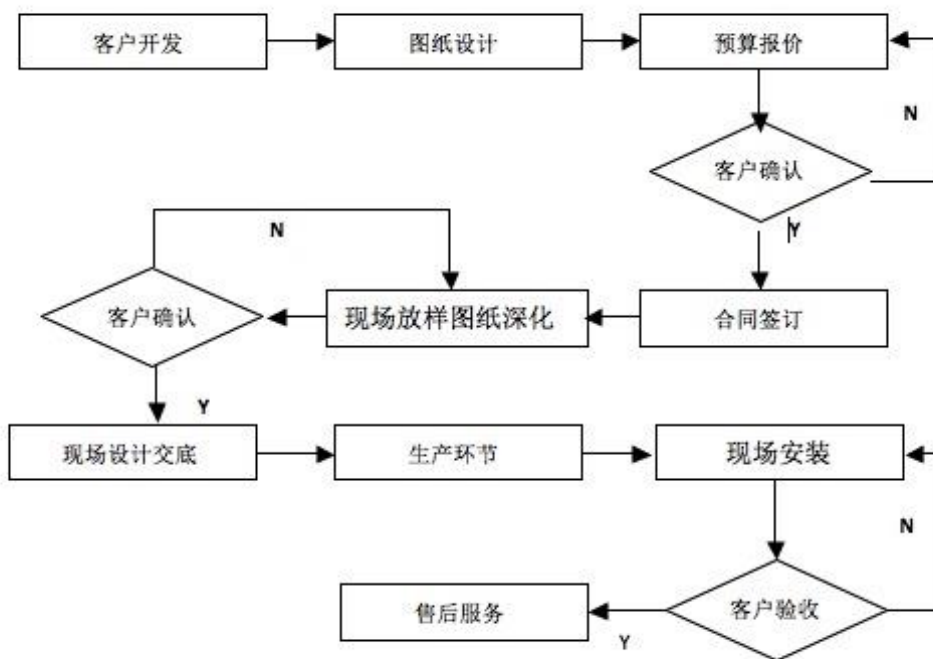 客户开发
图纸设计
预算报价
N
客户确认
Y
N
客户确认
现场放样图纸深化
合同签订
Y
现场设计交底
生产环节
现场安装
N
售后服务
Y
客户验收